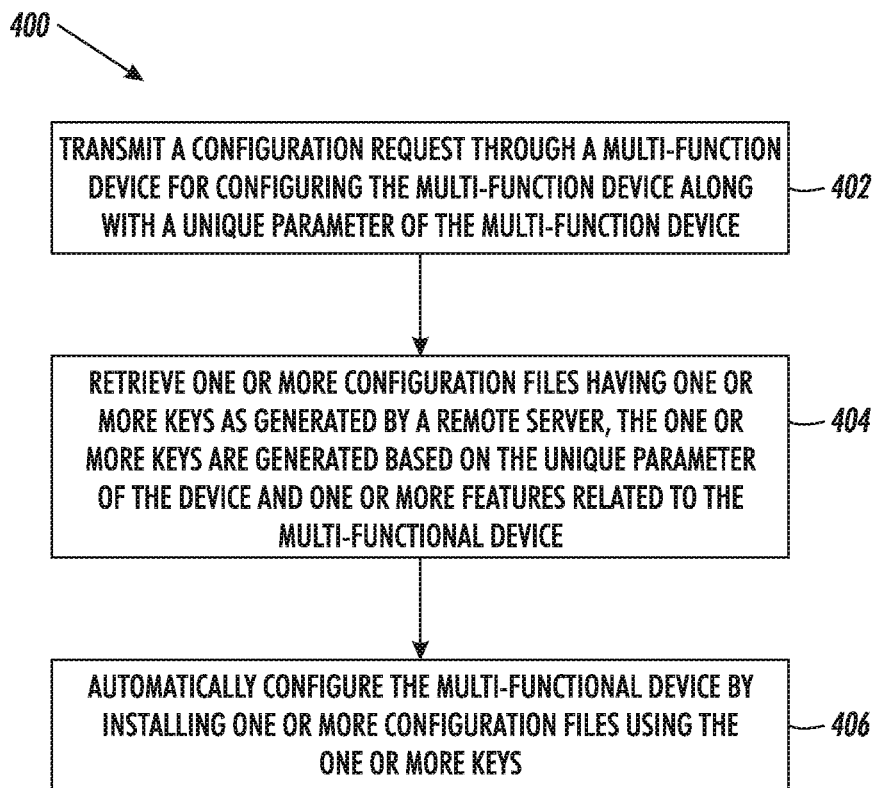 400
TRANSMIT A CONFIGURATION REQUEST THROUGH A MULTI-FUNCTION
DEVICE FOR CONFIGURING THE MULTI-FUNCTION DEVICE ALONG
WITH A UNIQUE PARAMETER OF THE MULTI-FUNCTION DEVICE
402
RETRIEVE ONE OR MORE CONFIGURATION FILES HAVING ONE OR
MORE KEYS AS GENERATED BY A REMOTE SERVER, THE ONE OR
MORE KEYS ARE GENERATED BASED ON THE UNIQUE PARAMETER
OF THE DEVICE AND ONE OR MORE FEATURES RELATED TO THE
MULTI-FUNCTIONAL DEVICE
404
AUTOMATICALLY CONFIGURE THE MULTI-FUNCTIONAL DEVICE BY
INSTALLING ONE OR MORE CONFIGURATION FILES USING THE
ONE OR MORE KEYS
406